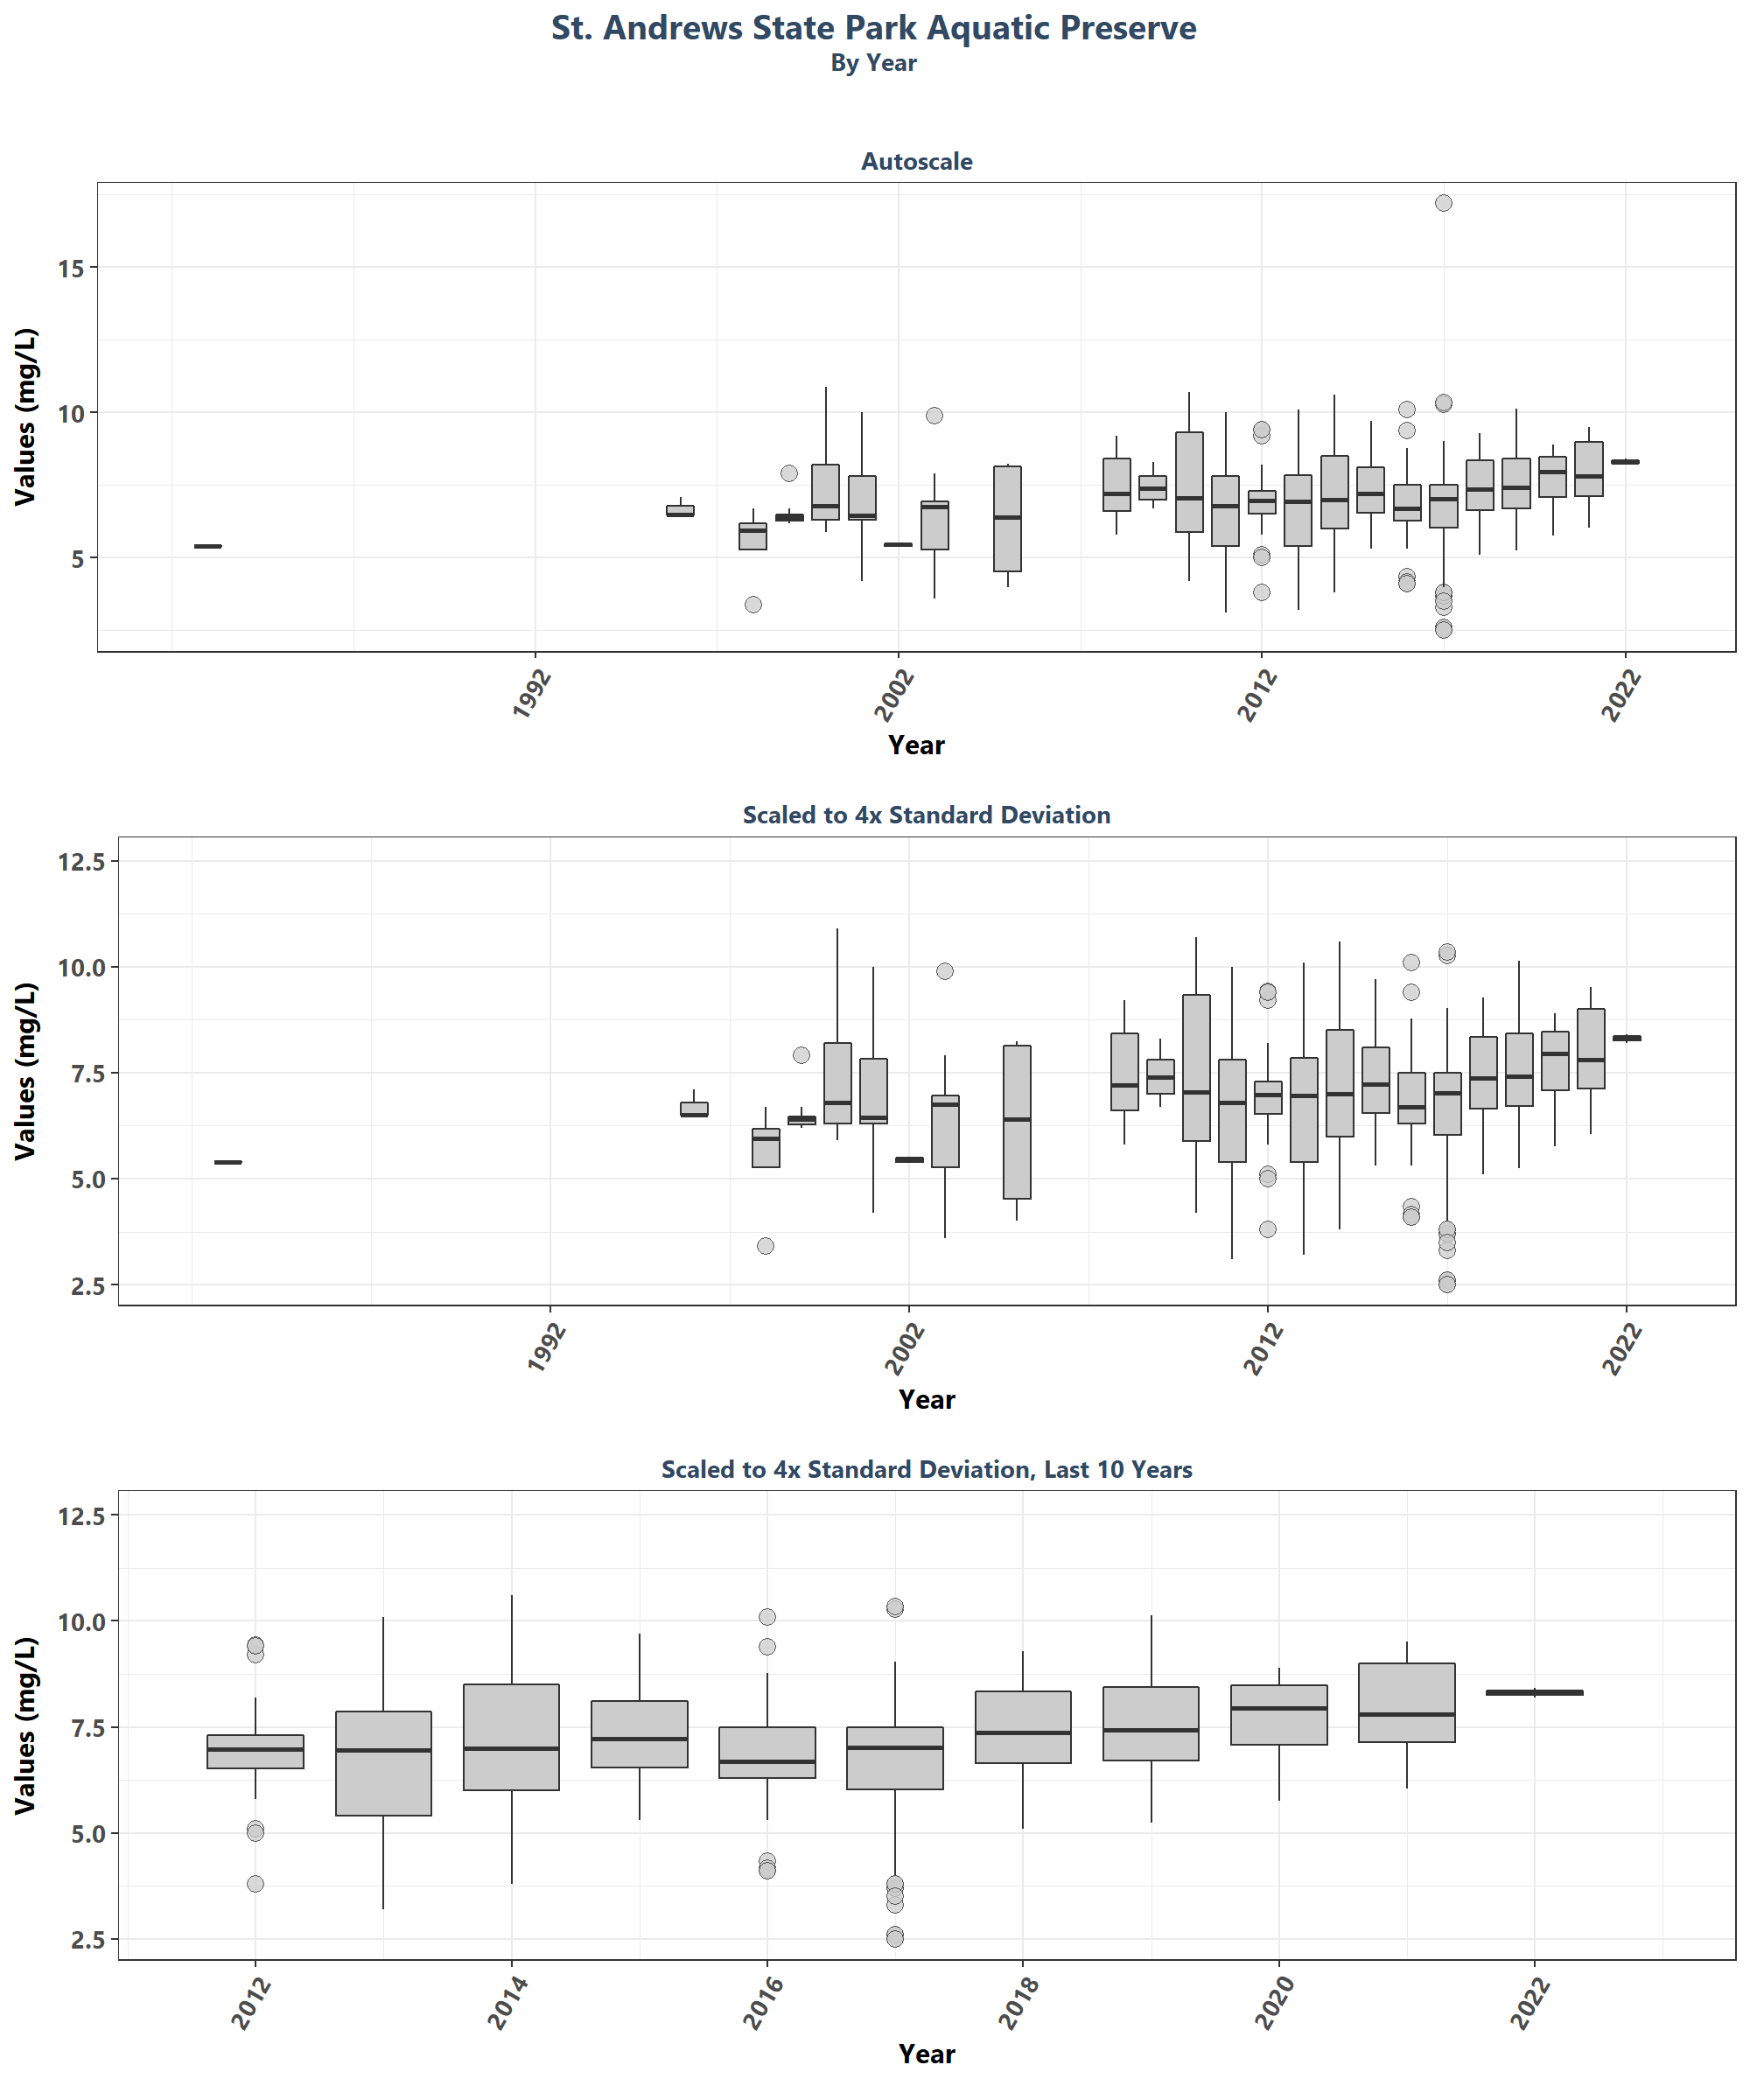 St. Andrews State Park Aquatic Preserve
By Year
Autoscale
Values (mg/L)
15
10
5
1992
2002
2012
2022
Year
Scaled to 4x Standard Deviation
Values (mg/L)
12.5
10.0
7.5
5.0
2.5
1992
2002
2012
2022
Year
Scaled to 4x Standard Deviation, Last 10 Years
Values (mg/L)
12.5
10.0
7.5
5.0
2.5
2012
2014
2016
2018
2020
2022
Year